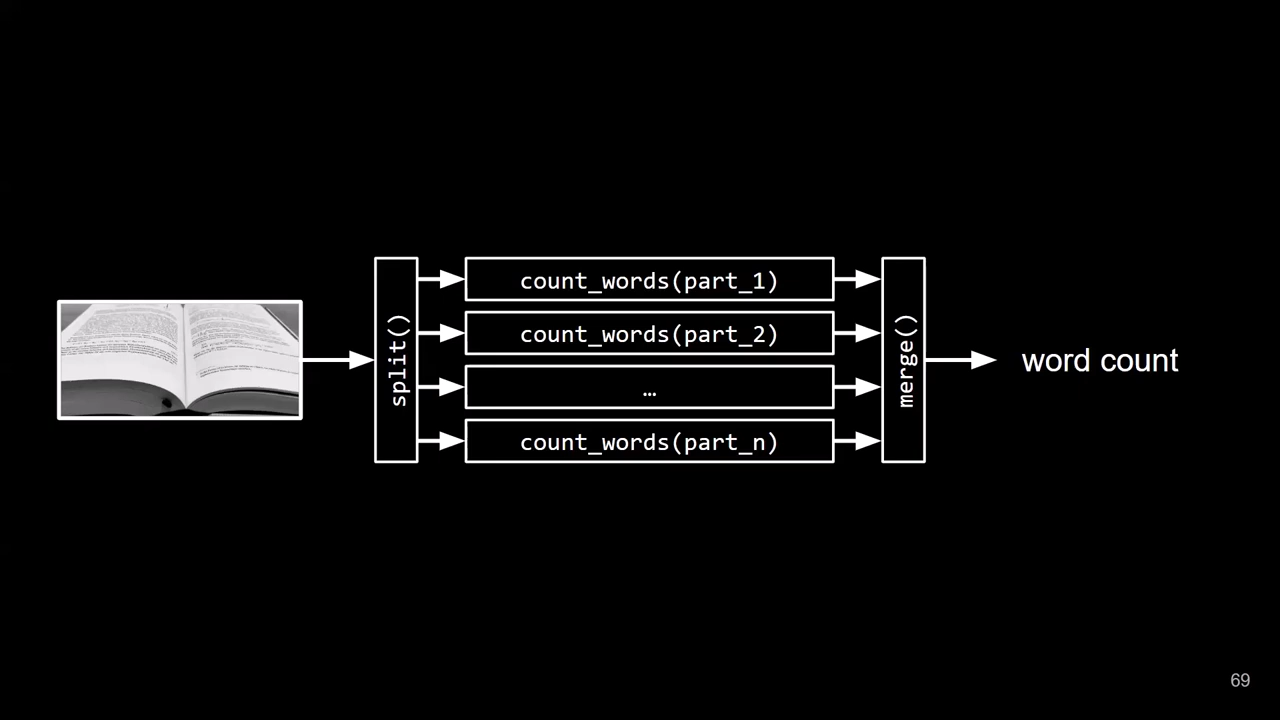 split()
count_words(part_1)
count_words(part_2)
…
count_words(part_n)
merge()
word count
69